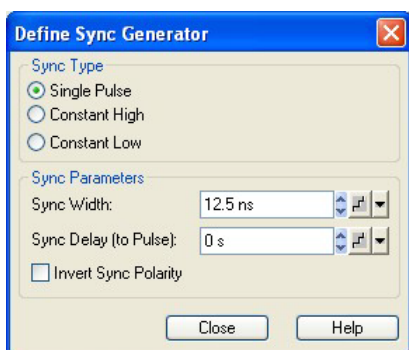 Define Sync Generator
Sync Type
Single Pulse
Constant High
Constant Low
Sync Parameters
Sync Width: 12.5 ns
Sync Delay (to Pulse): 0 s
Invert Sync Polarity
Close Help